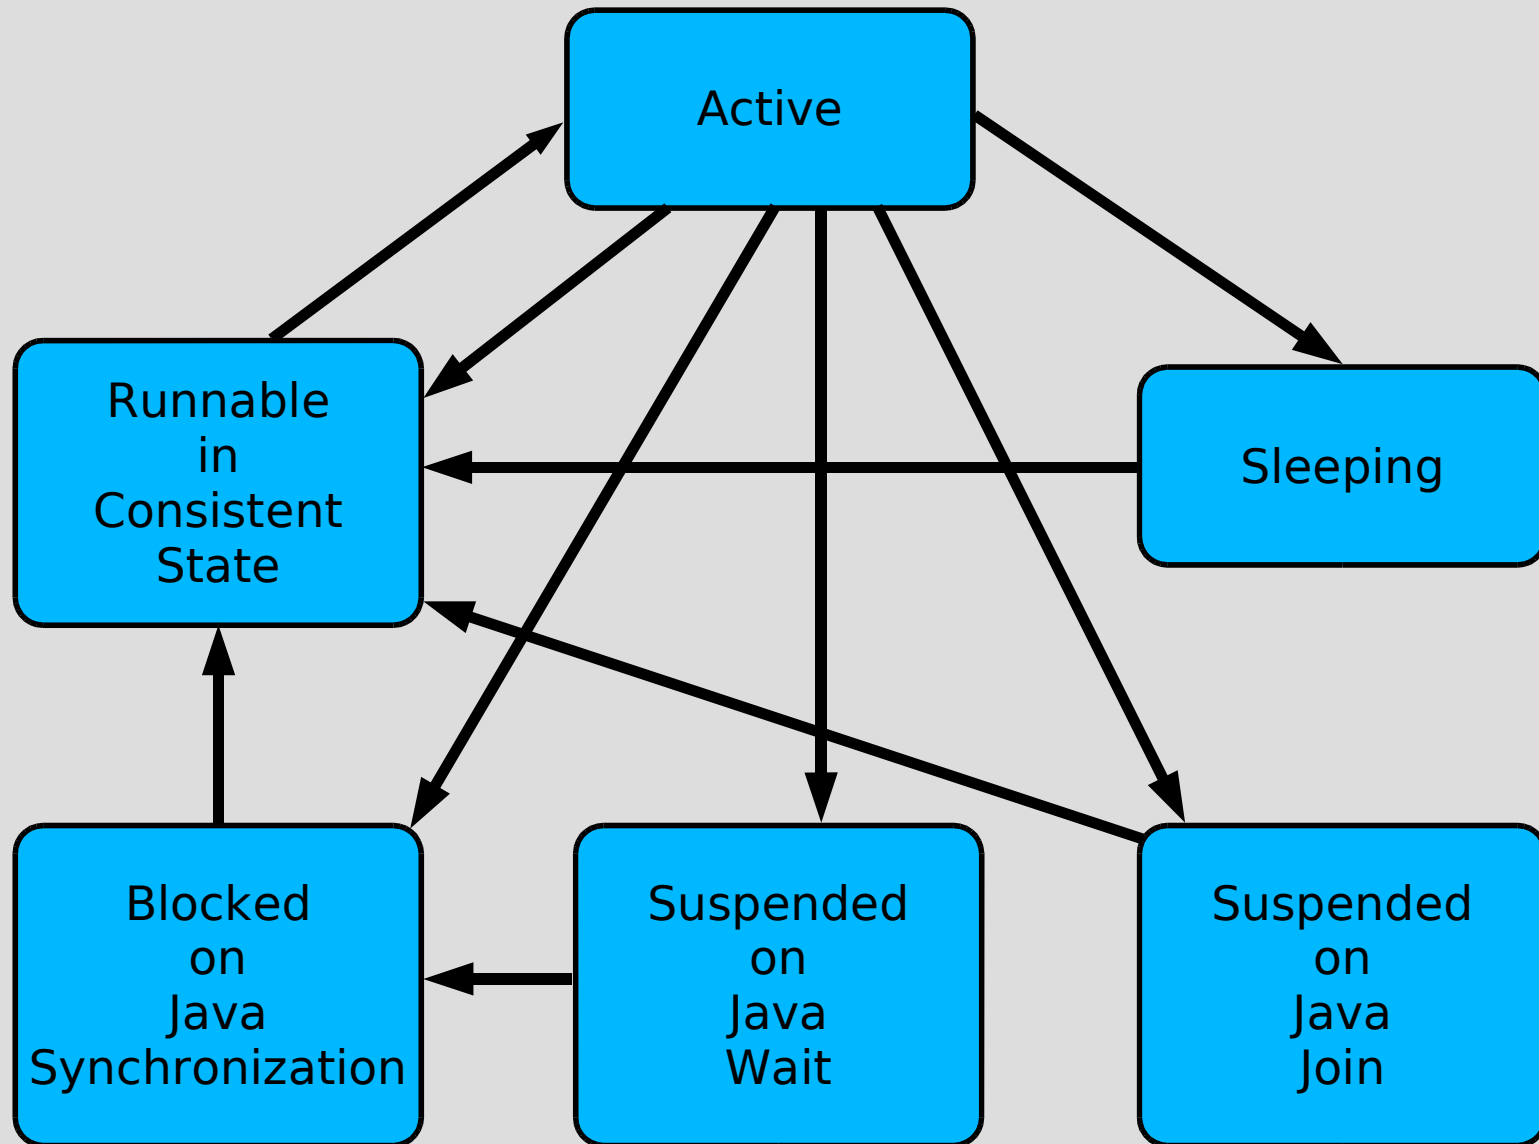 Active
Runnable
in
Consistent
State
Sleeping
Blocked
on
Java
Synchronization
Suspended
on
Java
Wait
Suspended
on
Java
Join